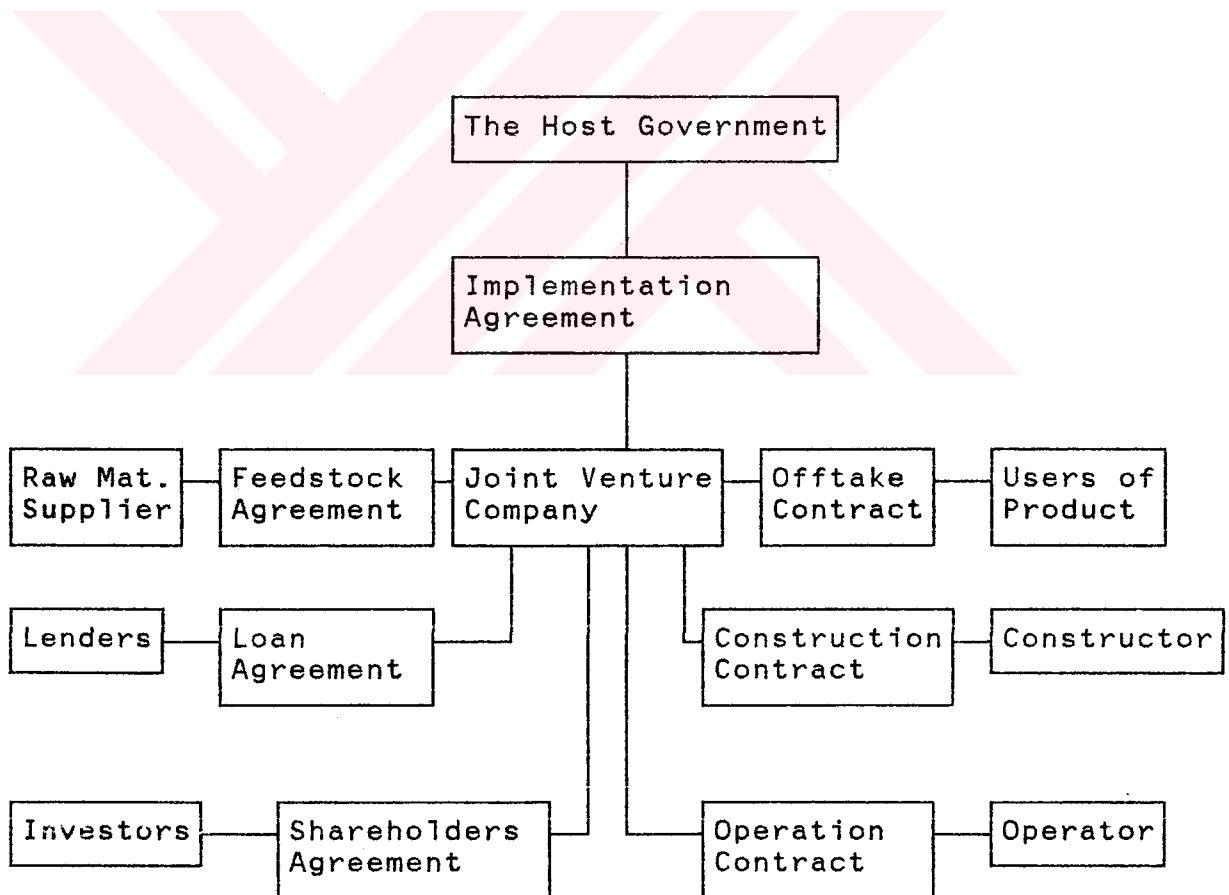 The Host Government
Implementation
Agreement
Raw Mat.
Supplier
Feedstock
Agreement
Joint Venture
Company
Offtake
Contract
Users of
Product
Lenders
Loan
Agreement
Construction
Contract
Constructor
Investors
Shareholders
Agreement
Operation
Contract
Operator